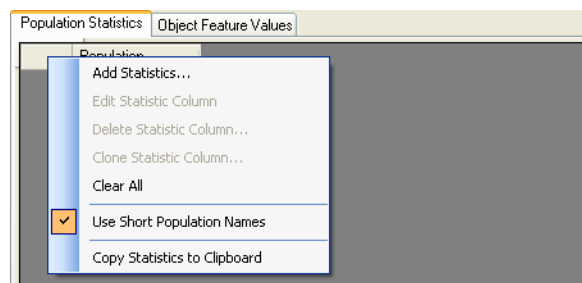 Population Statistics Object Feature Values
Population
Add Statistics...
Edit Statistic Column
Delete Statistic Column...
Clone Statistic Column...
Clear All
Use Short Population Names
Copy Statistics to Clipboard